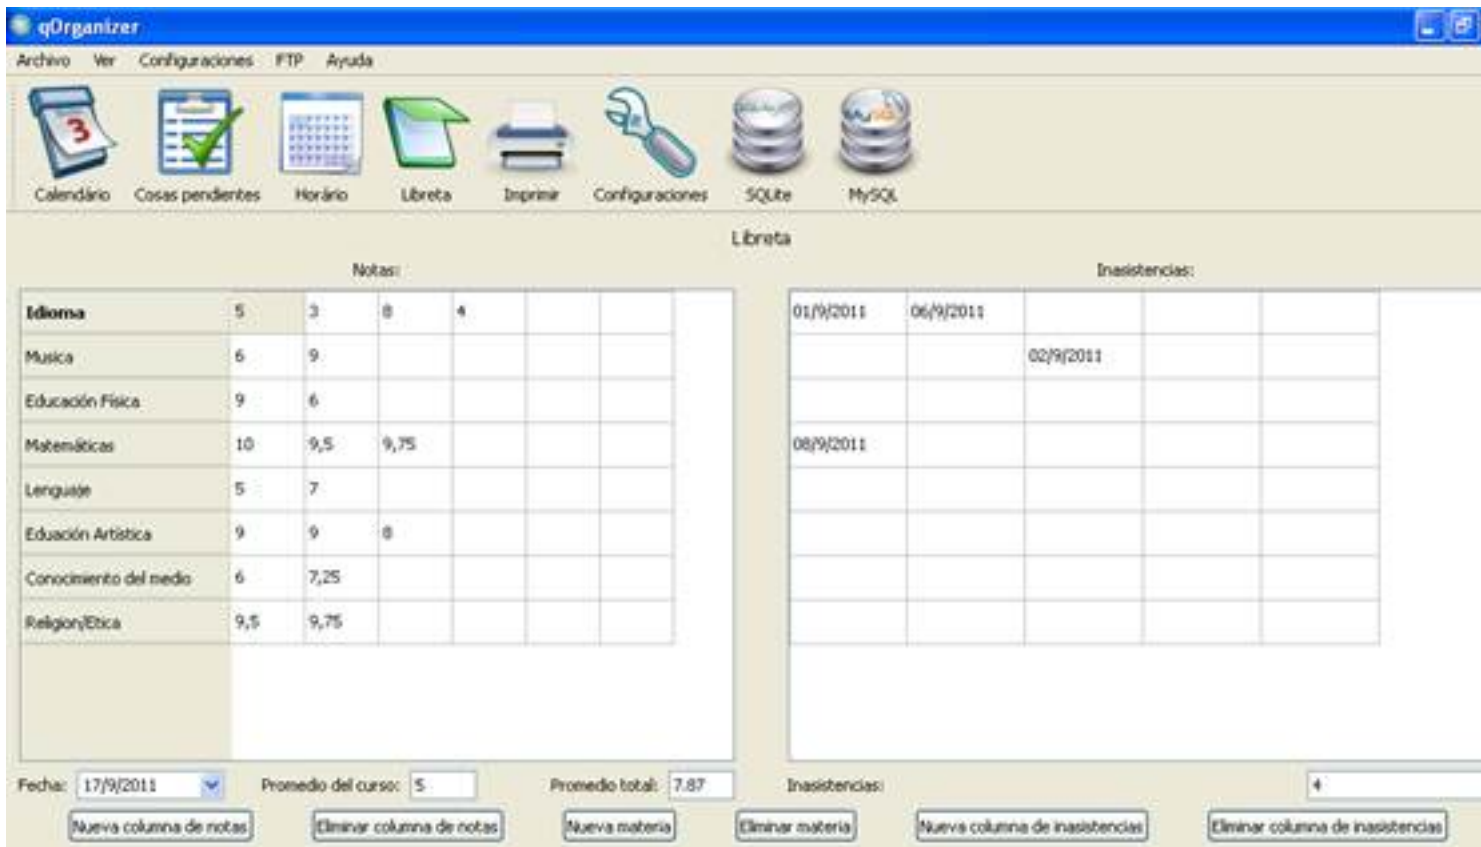 qOrganizer
Archivo Ver Configuraciones FTP Ayuda
3
Calendário Cosas pendientes Horário Libreta Imprimir Configuraciones SQLite MySQL
Libreta
Notas: Inasistencias:
Idioma 5 3 8 4 01/9/2011 06/9/2011
Musica 6 9 02/9/2011
Educación Física 9 6
Matemáticas 10 9,5 9,75 08/9/2011
Lenguaje 5 7
Eduación Artística 9 9 8
Conocimiento del medio 6 7,25
Religion/Etica 9,5 9,75
Fecha: 17/9/2011 Promedio del curso: 5 Promedio total: 7.87 Inasistencias: 4
Nueva columna de notas Eliminar columna de notas Nueva materia Eliminar materia Nueva columna de inasistencias Eliminar columna de inasistencias